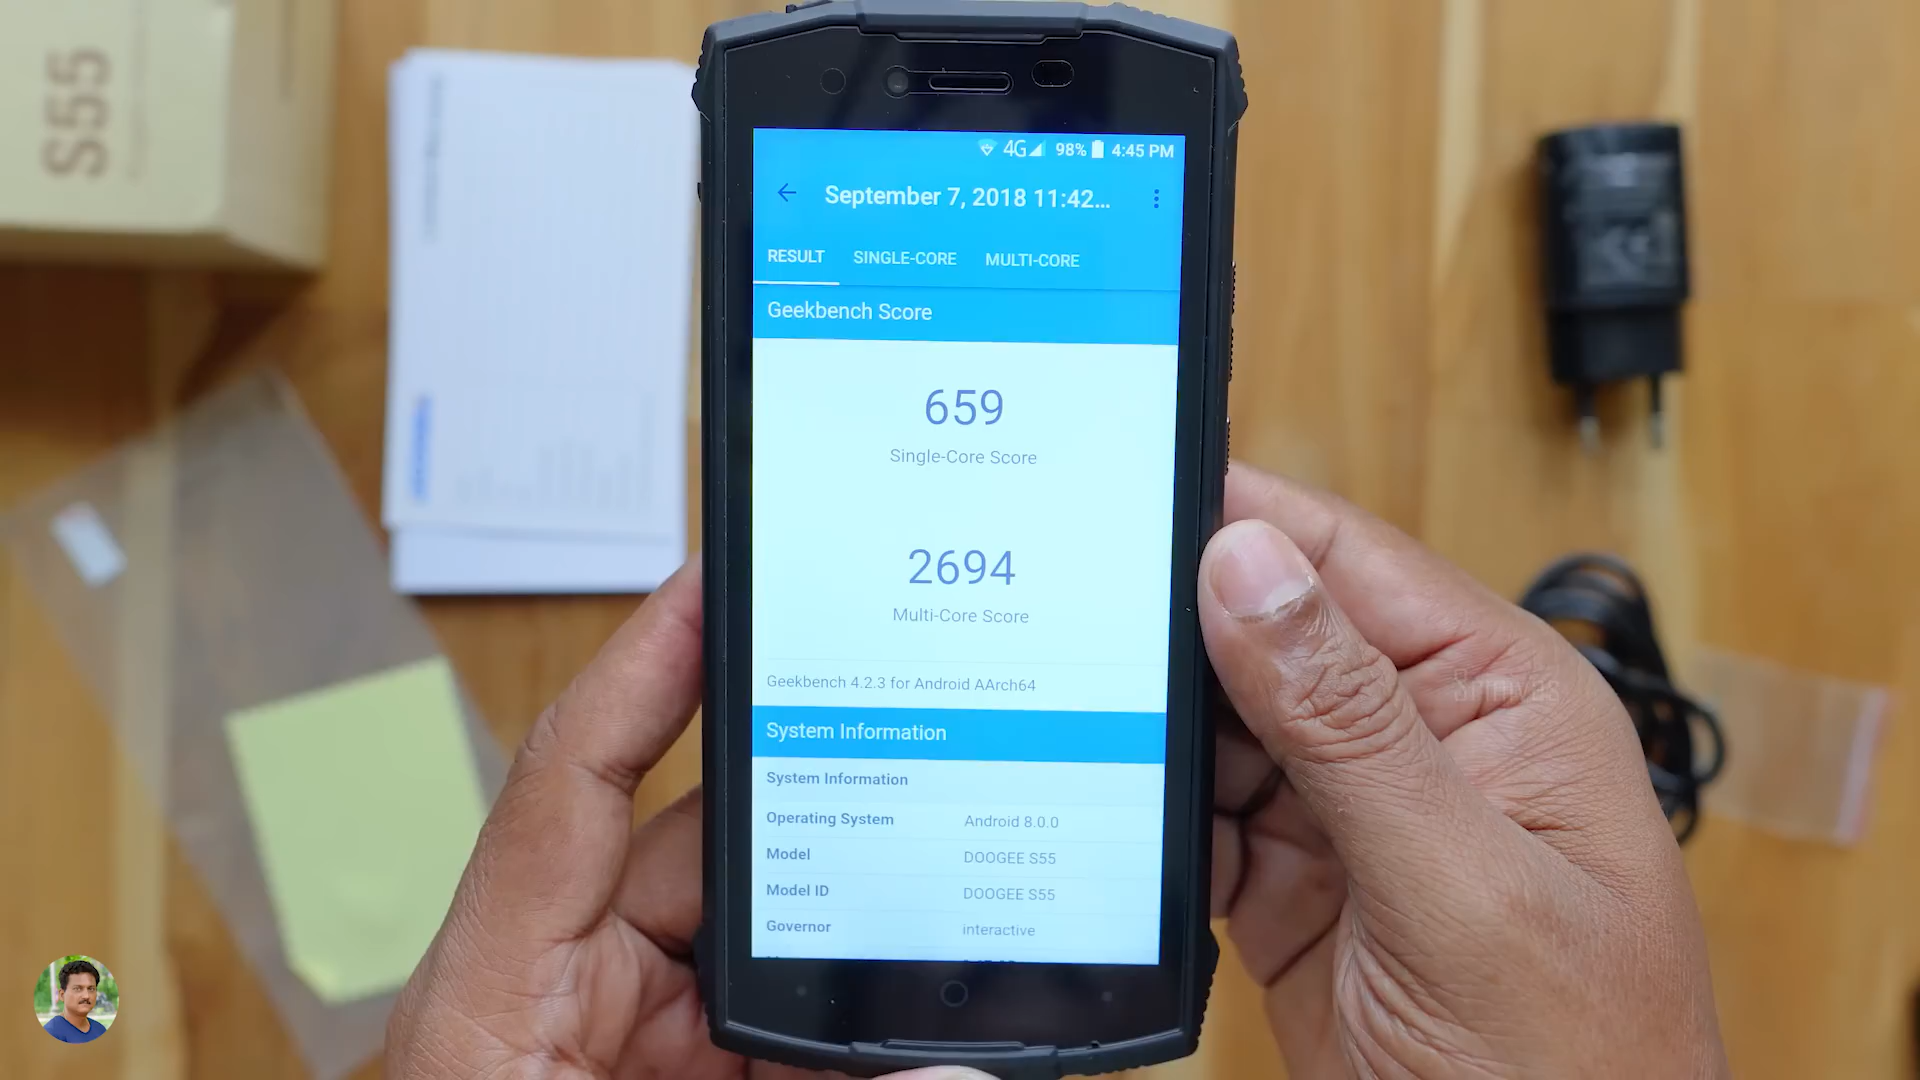 S55
4G 98% 4:45 PM
September 7, 2018 11:42...
RESULT SINGLE-CORE MULTI-CORE
Geekbench Score
659
Single-Core Score
2694
Multi-Core Score
Geekbench 4.2.3 for Android AArch64
System Information
System Information
Operating System Android 8.0.0
Model DOOGEE S55
Model ID DOOGEE S55
Governor interactive